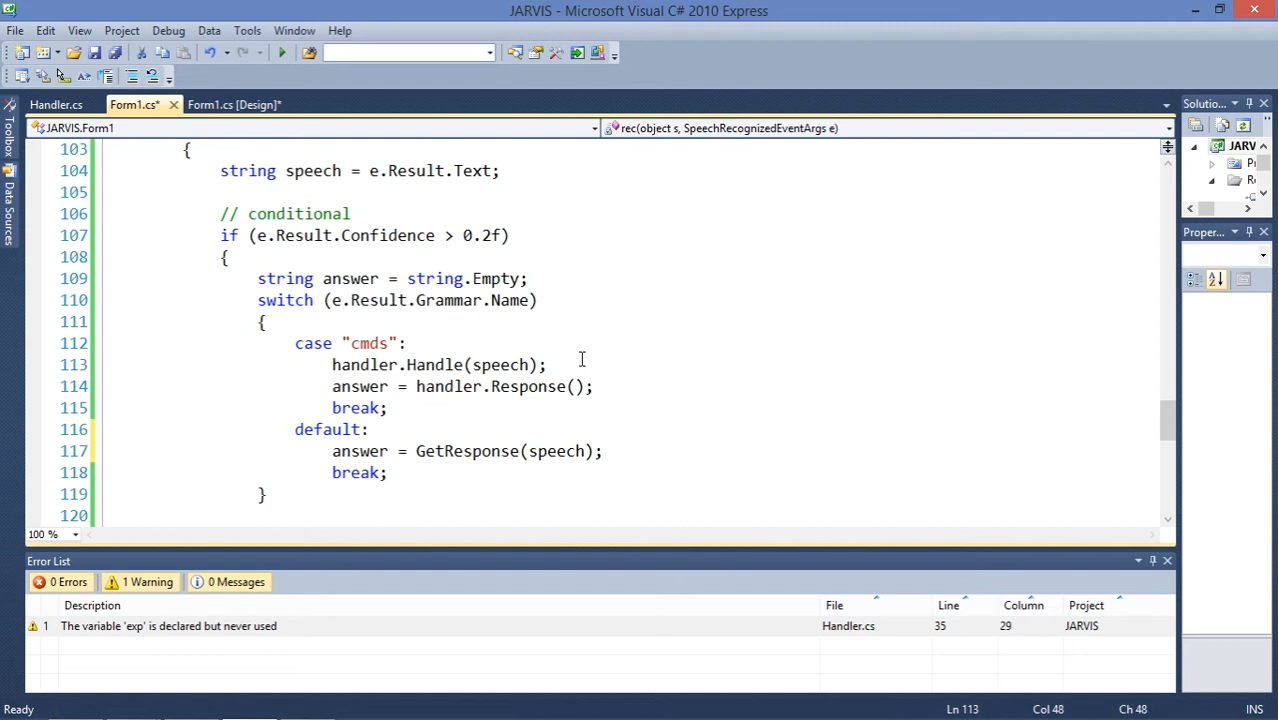 JARVIS - Microsoft Visual C# 2010 Express
File Edit View Project Debug Data Tools Window Help
Handler.cs Form1.cs* Form1.cs [Design]* Solutio...
JARVIS.Form1 rec(object s, SpeechRecognizedEventArgs e)
Toolbox
Data Sources
JARV
103 {
104 string speech = e.Result.Text;
105
106 // conditional
107 if (e.Result.Confidence > 0.2f)
108 {
109 string answer = string.Empty;
110 switch (e.Result.Grammar.Name)
111 {
112 case "cmds":
113 handler.Handle(speech);
114 answer = handler.Response();
115 break;
116 default:
117 answer = GetResponse(speech);
118 break;
119 }
120
Proper...
100 %
Error List
0 Errors 1 Warning 0 Messages
Description File Line Column Project
1 The variable 'exp' is declared but never used Handler.cs 35 29 JARVIS
Ready Ln 113 Col 48 Ch 48 INS